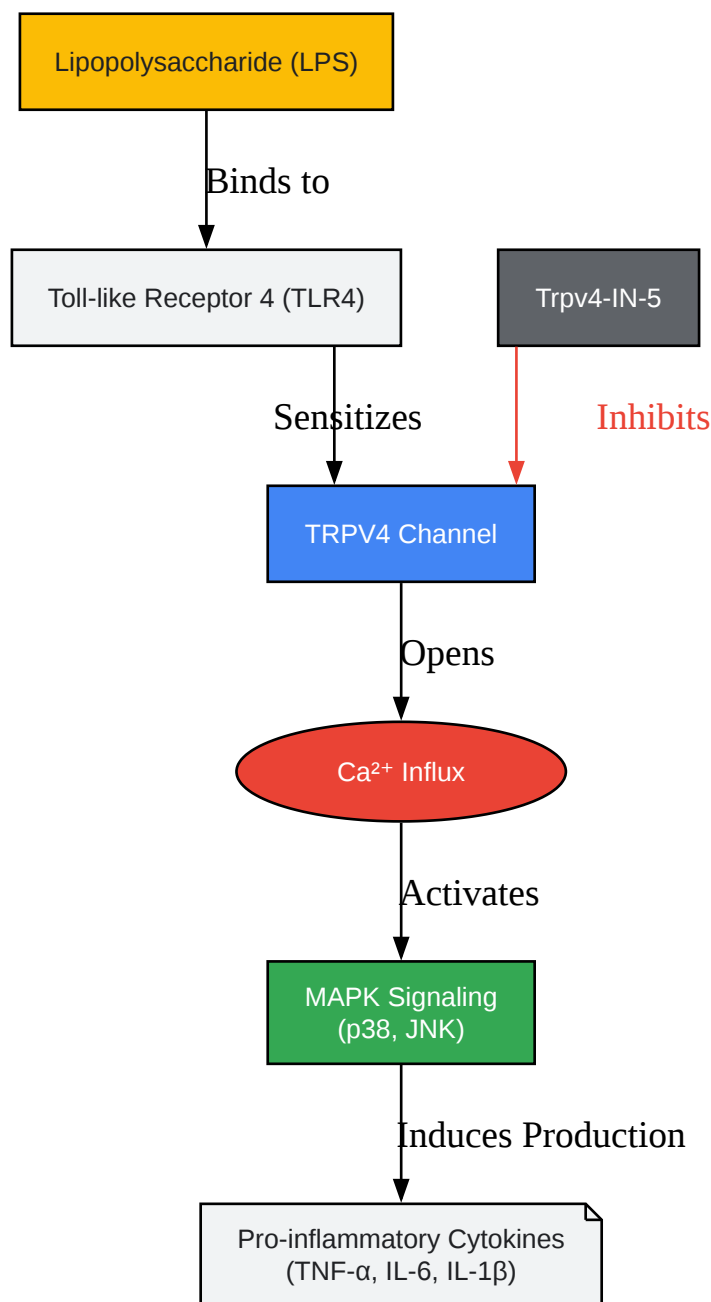 Lipopolysaccharide (LPS)
Binds to
Toll-like Receptor 4 (TLR4)
Trpv4-IN-5
Sensitizes
Inhibits
TRPV4 Channel
Opens
Ca²⁺ Influx
Activates
MAPK Signaling
(p38, JNK)
Induces Production
Pro-inflammatory Cytokines
(TNF-α, IL-6, IL-1β)